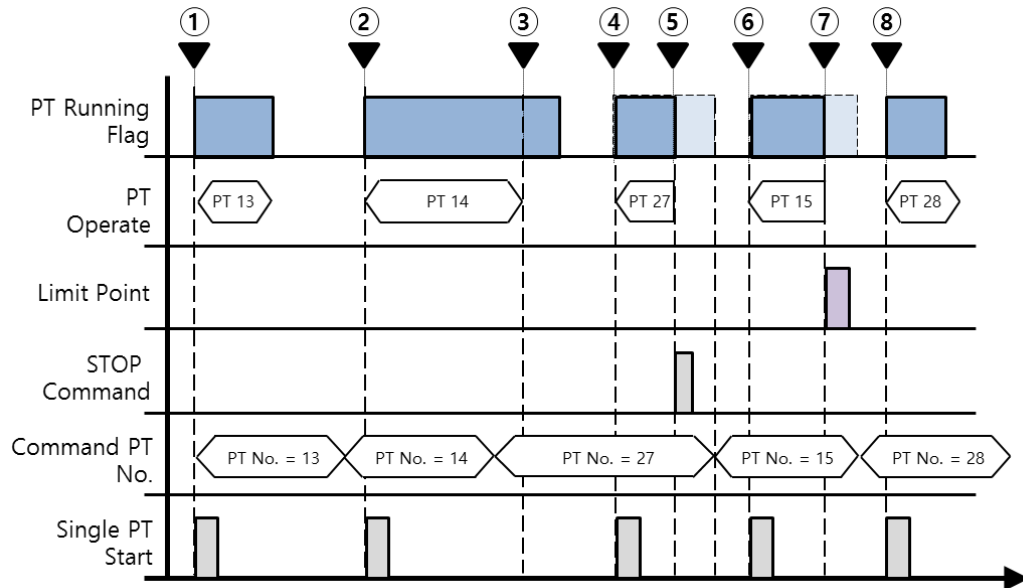 ① ② ③ ④ ⑤ ⑥ ⑦ ⑧
PT Running
Flag
PT
Operate
PT 13 PT 14 PT 27 PT 15 PT 28
Limit Point
STOP
Command
Command PT
No.
PT No. = 13 PT No. = 14 PT No. = 27 PT No. = 15 PT No. = 28
Single PT
Start